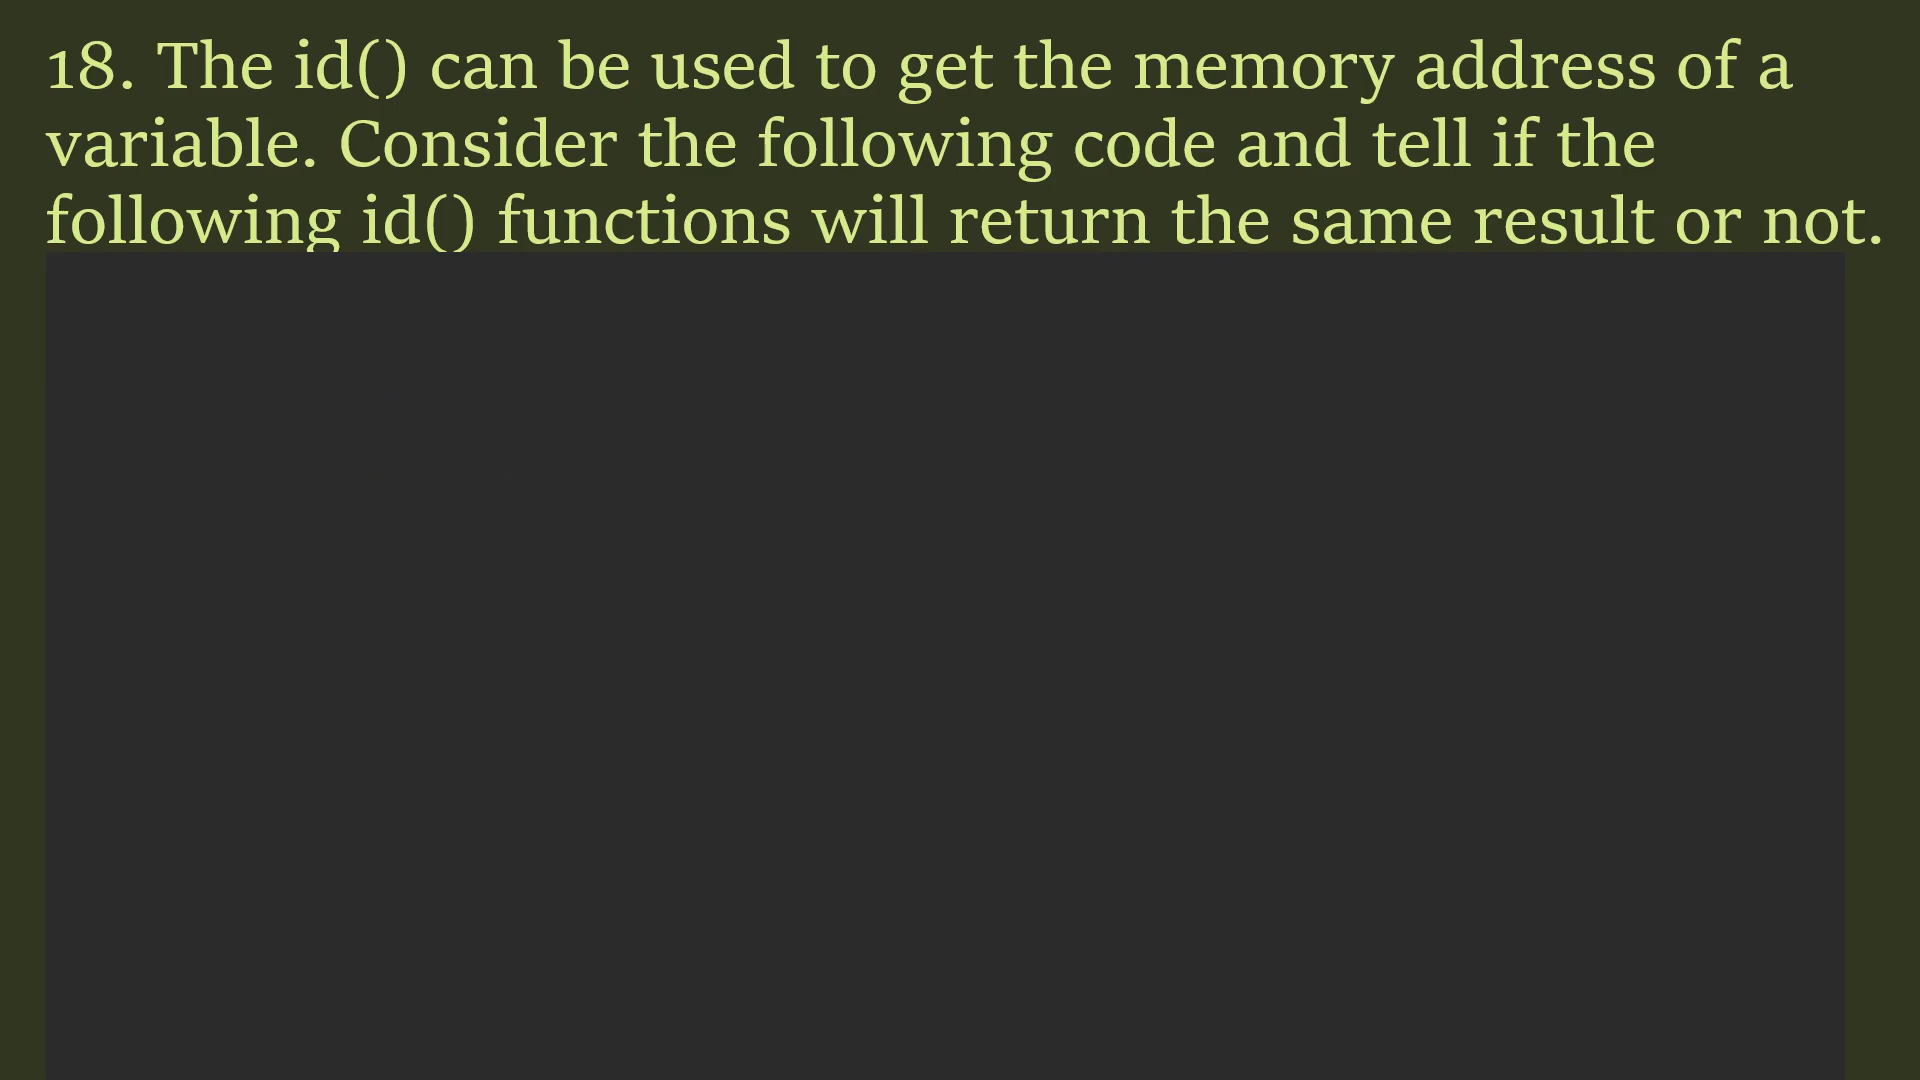 18. The id() can be used to get the memory address of a
variable. Consider the following code and tell if the
following id() functions will return the same result or not.